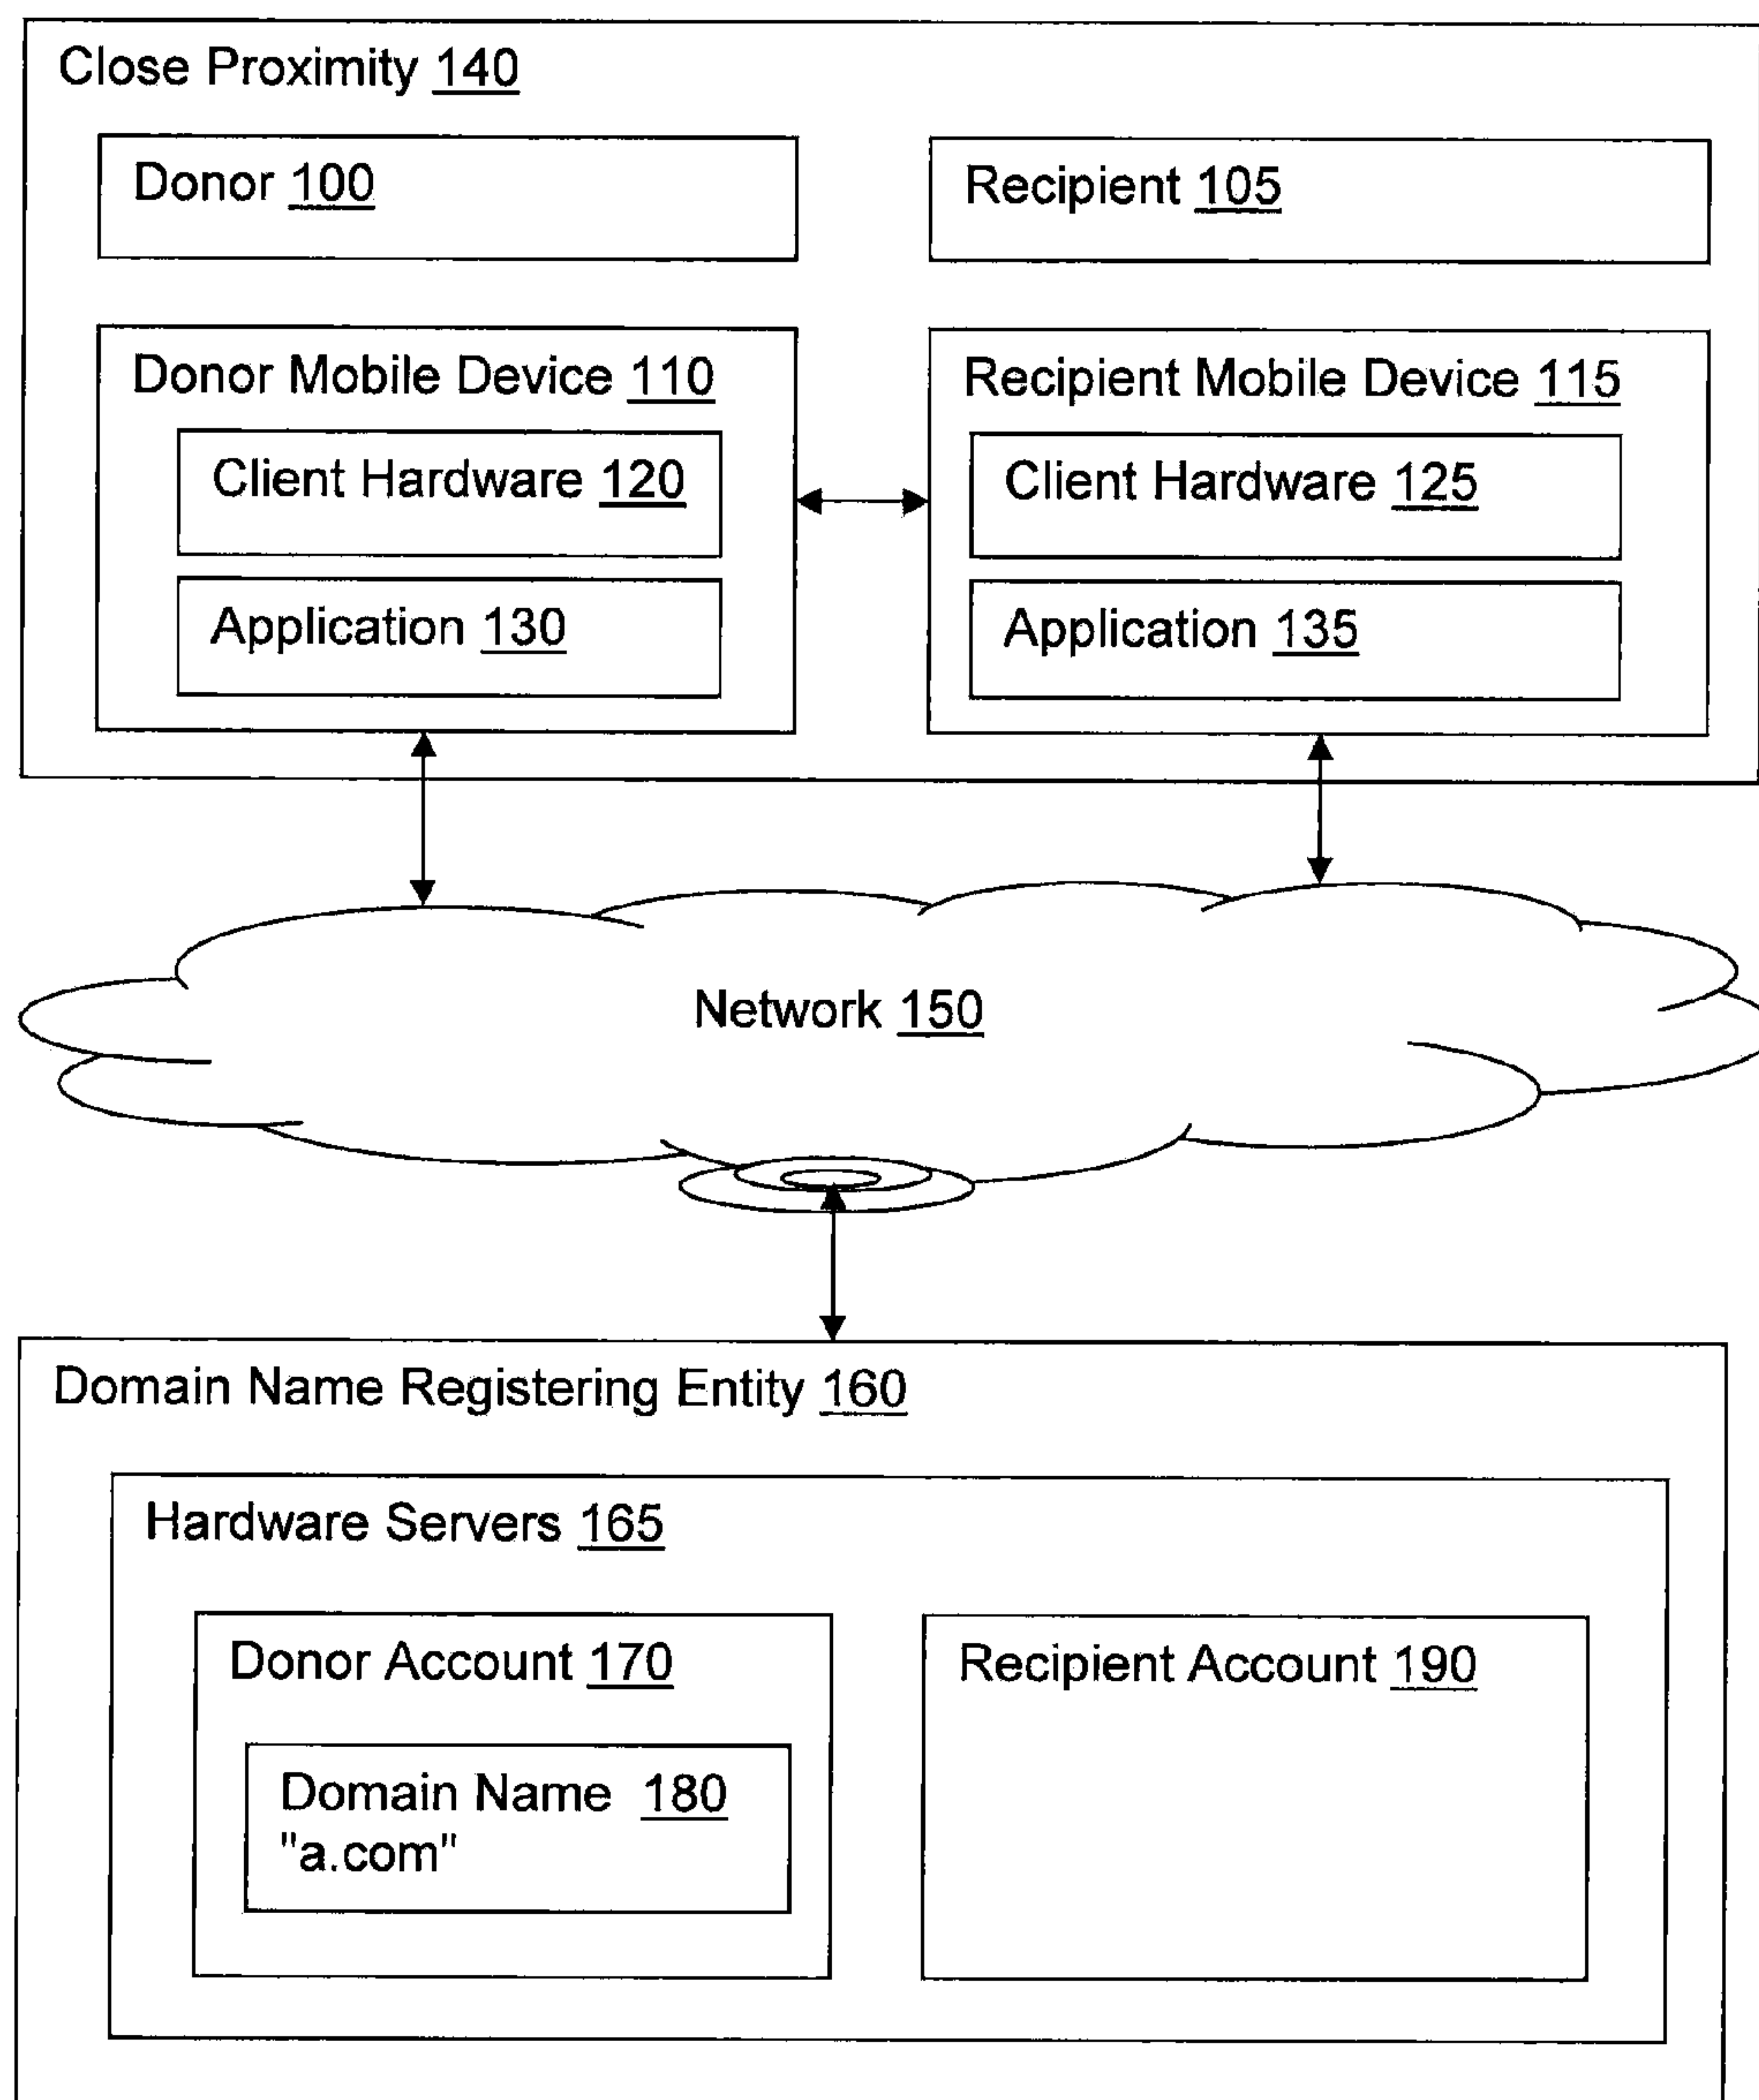 Close Proximity 140
Donor 100
Recipient 105
Donor Mobile Device 110
Client Hardware 120
Application 130
Recipient Mobile Device 115
Client Hardware 125
Application 135
Network 150
Domain Name Registering Entity 160
Hardware Servers 165
Donor Account 170
Domain Name 180
"a.com"
Recipient Account 190